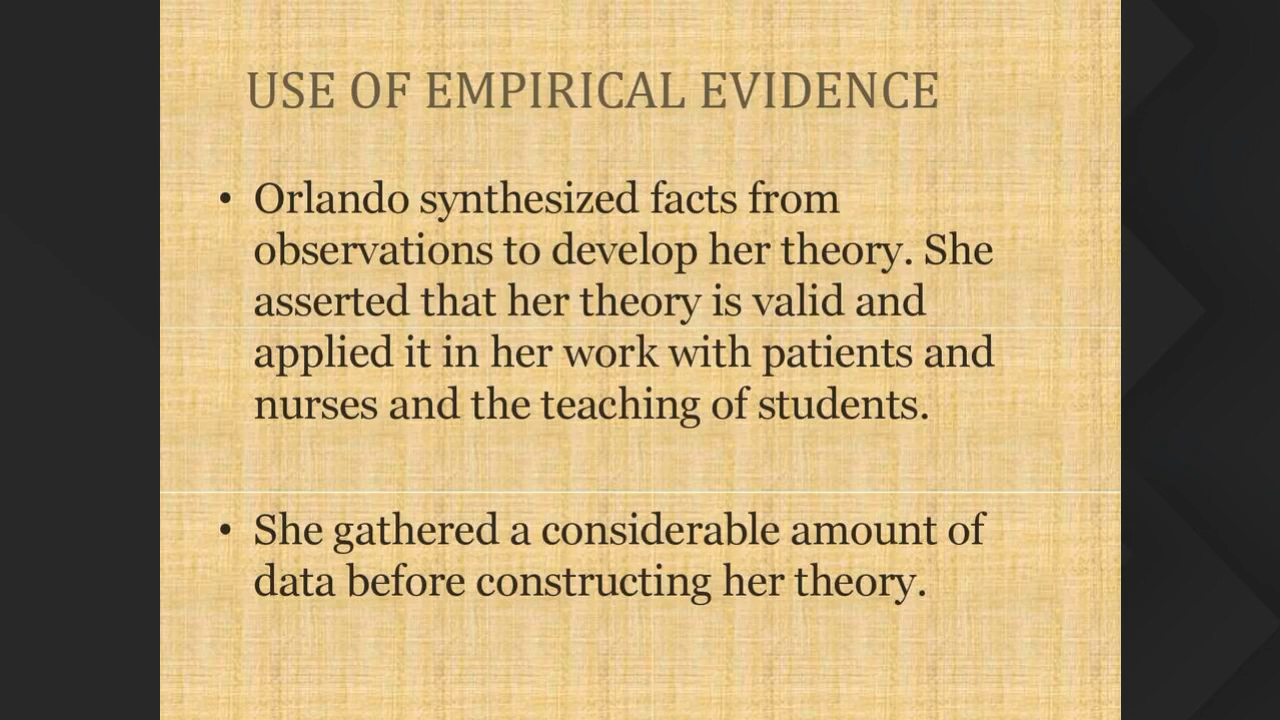 USE OF EMPIRICAL EVIDENCE
• Orlando synthesized facts from
observations to develop her theory. She
asserted that her theory is valid and
applied it in her work with patients and
nurses and the teaching of students.
• She gathered a considerable amount of
data before constructing her theory.